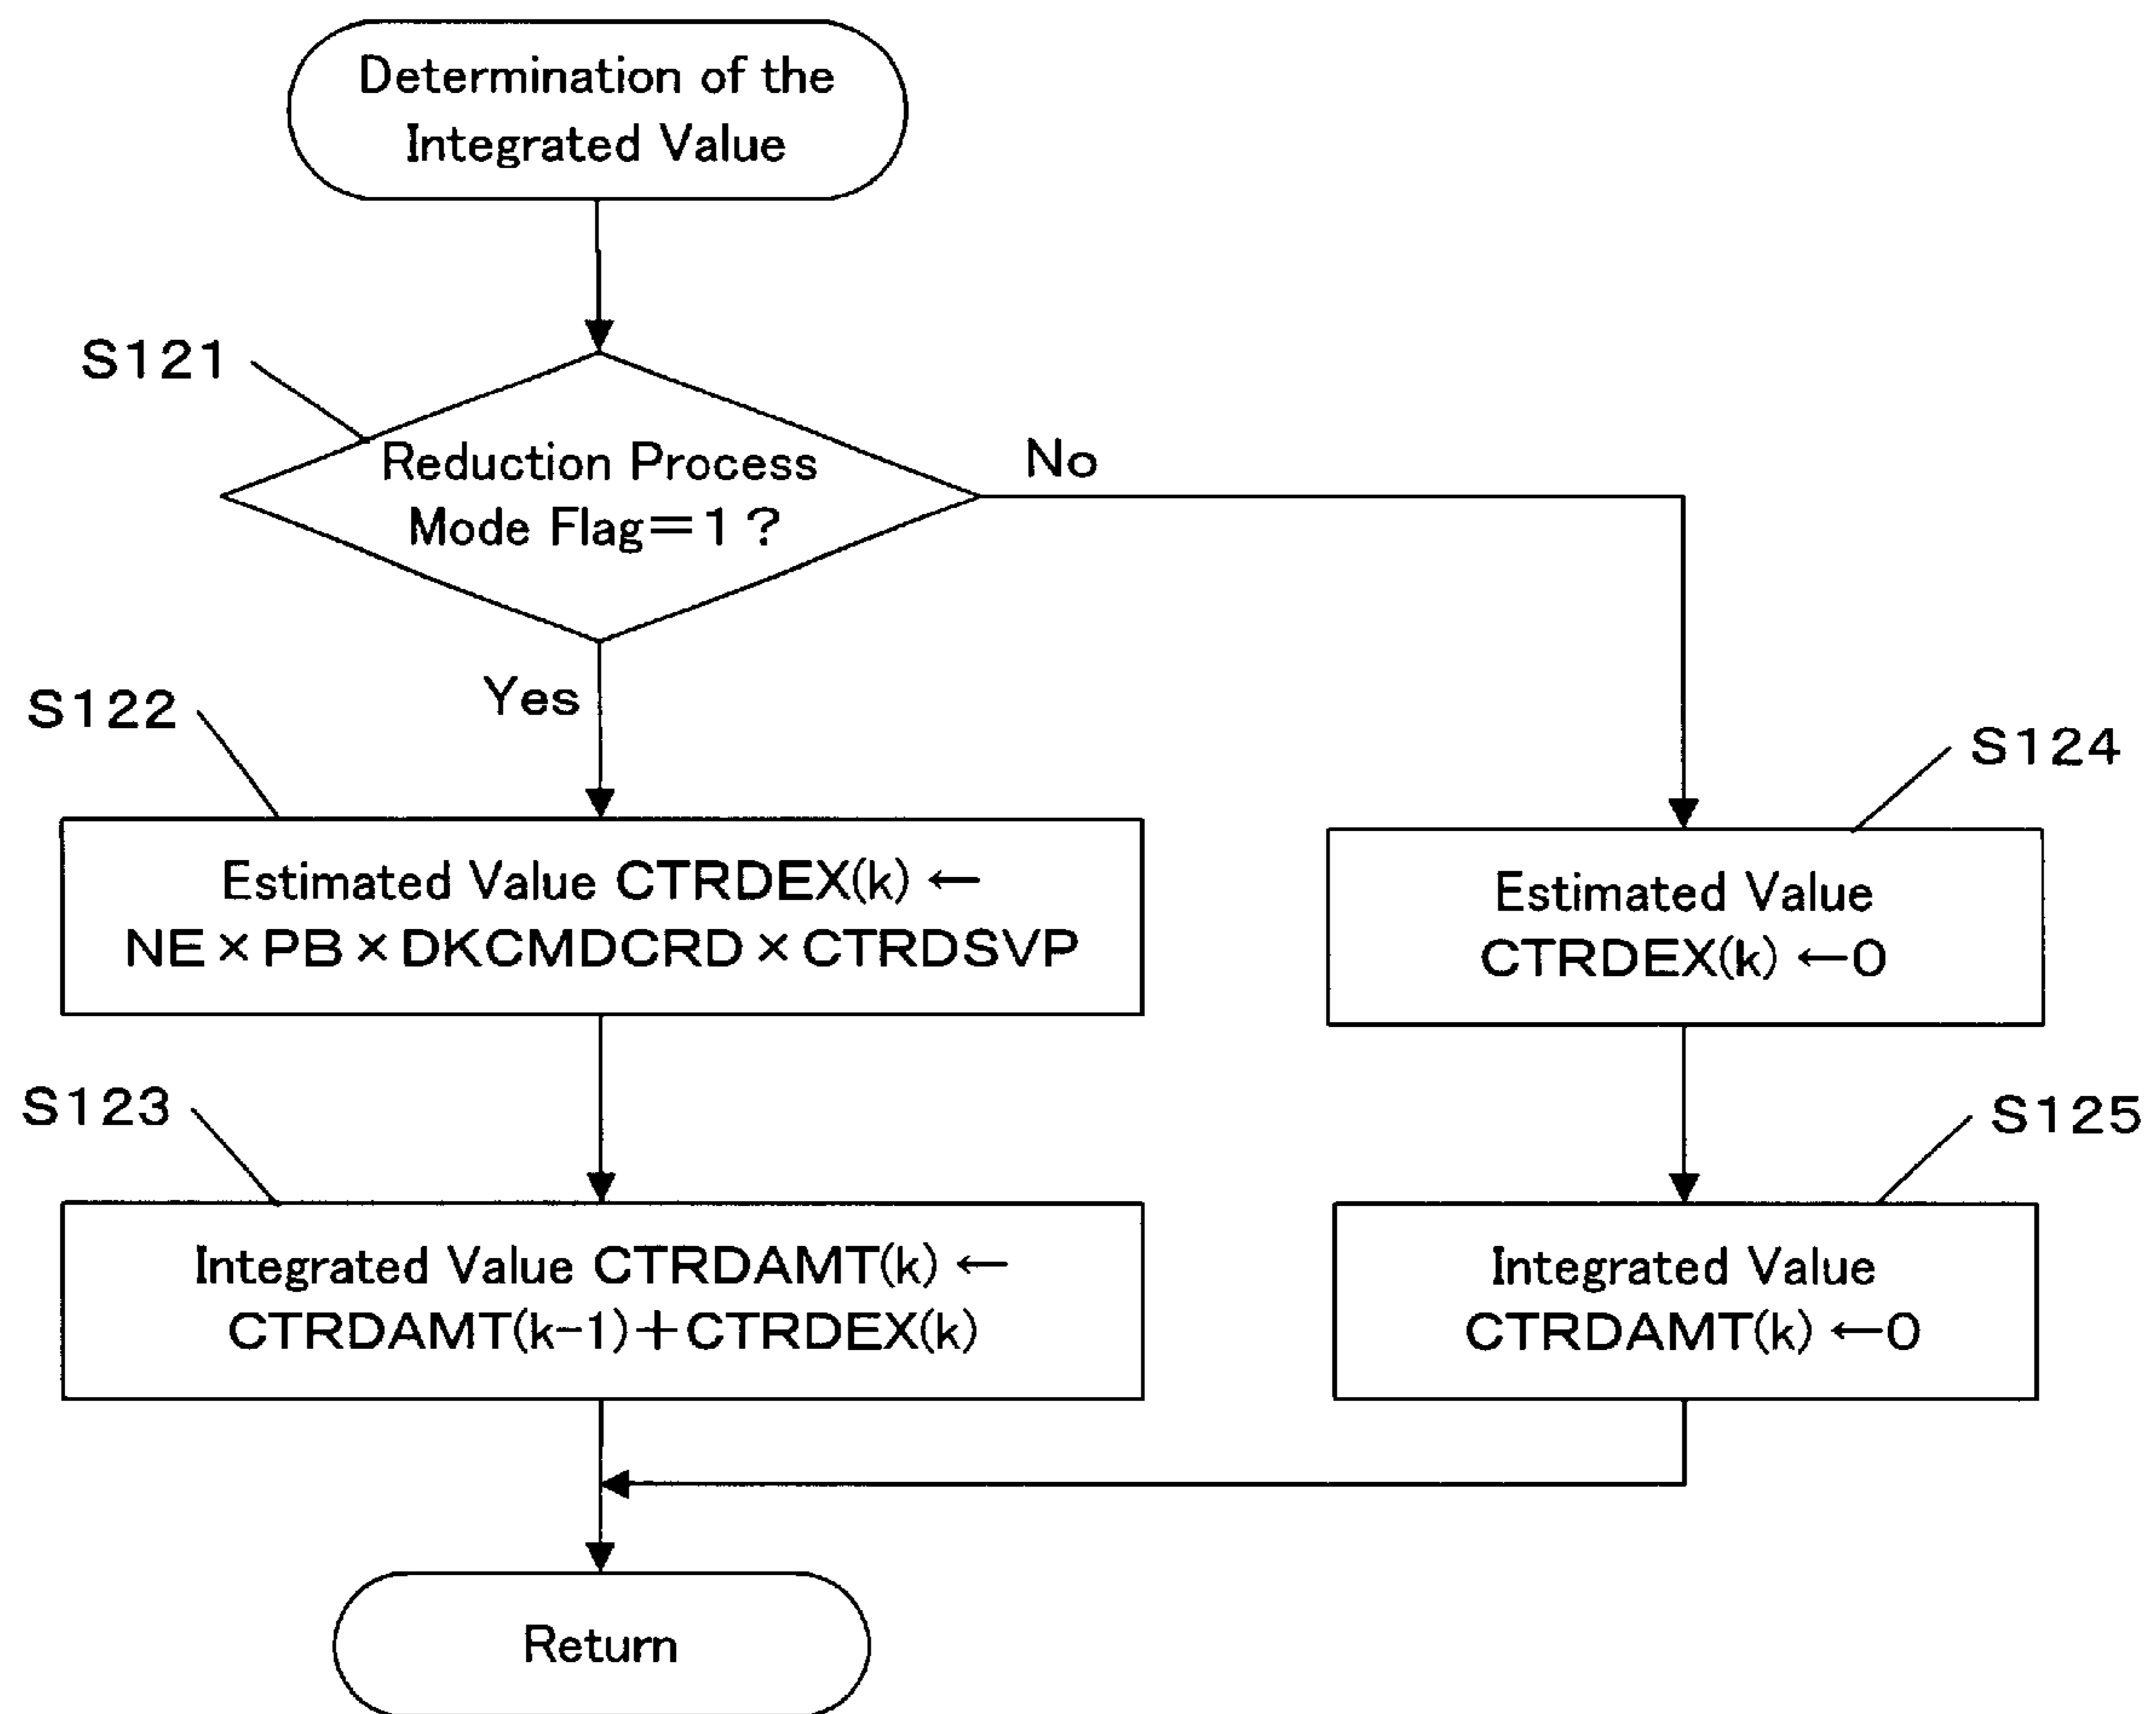 Determination of the
Integrated Value
S121
Reduction Process
Mode Flag=1?
No
Yes
S122
Estimated Value CTRDEX(k) ←
NE×PB×DKCMDCRD×CTRDSVP
S124
Estimated Value
CTRDEX(k) ←0
S123
Integrated Value CTRDAMT(k) ←
CTRDAMT(k-1)+CTRDEX(k)
S125
Integrated Value
CTRDAMT(k) ←0
Return